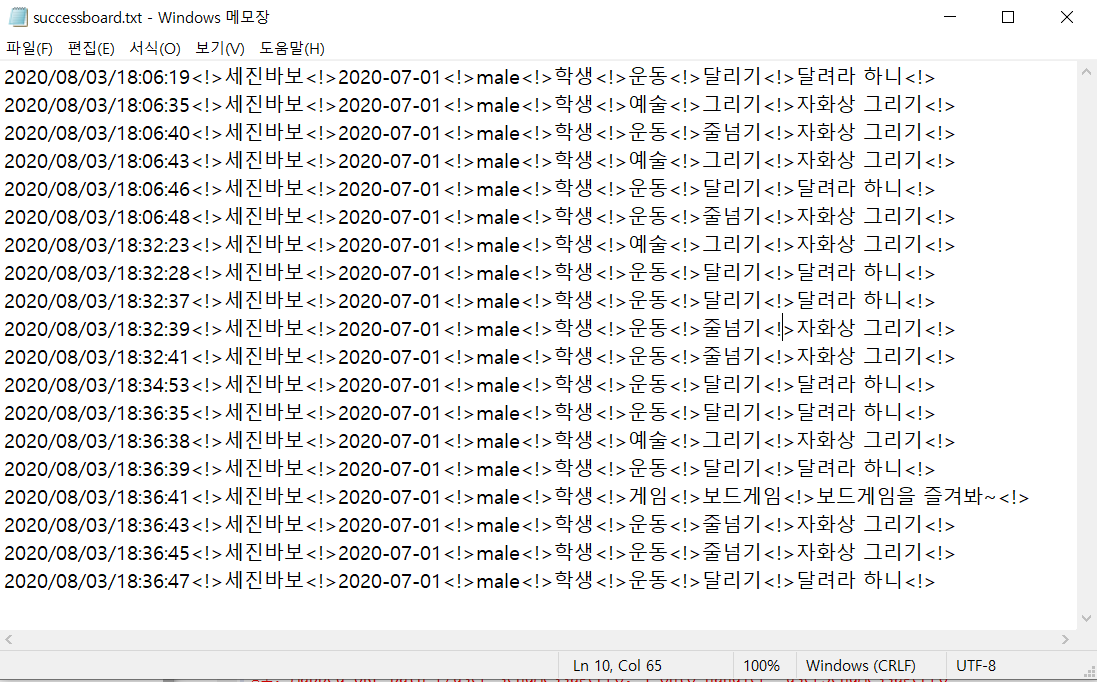 successboard.txt - Windows 메모장
파일(F) 편집(E) 서식(O) 보기(V) 도움말(H)
2020/08/03/18:06:19<!>세진바보<!>2020-07-01<!>male<!>학생<!>운동<!>달리기<!>달려라 하니<!>
2020/08/03/18:06:35<!>세진바보<!>2020-07-01<!>male<!>학생<!>예술<!>그리기<!>자화상 그리기<!>
2020/08/03/18:06:40<!>세진바보<!>2020-07-01<!>male<!>학생<!>운동<!>줄넘기<!>자화상 그리기<!>
2020/08/03/18:06:43<!>세진바보<!>2020-07-01<!>male<!>학생<!>예술<!>그리기<!>자화상 그리기<!>
2020/08/03/18:06:46<!>세진바보<!>2020-07-01<!>male<!>학생<!>운동<!>달리기<!>달려라 하니<!>
2020/08/03/18:06:48<!>세진바보<!>2020-07-01<!>male<!>학생<!>운동<!>줄넘기<!>자화상 그리기<!>
2020/08/03/18:32:23<!>세진바보<!>2020-07-01<!>male<!>학생<!>예술<!>그리기<!>자화상 그리기<!>
2020/08/03/18:32:28<!>세진바보<!>2020-07-01<!>male<!>학생<!>운동<!>달리기<!>달려라 하니<!>
2020/08/03/18:32:37<!>세진바보<!>2020-07-01<!>male<!>학생<!>운동<!>달리기<!>달려라 하니<!>
2020/08/03/18:32:39<!>세진바보<!>2020-07-01<!>male<!>학생<!>운동<!>줄넘기<!>자화상 그리기<!>
2020/08/03/18:32:41<!>세진바보<!>2020-07-01<!>male<!>학생<!>운동<!>줄넘기<!>자화상 그리기<!>
2020/08/03/18:34:53<!>세진바보<!>2020-07-01<!>male<!>학생<!>운동<!>달리기<!>달려라 하니<!>
2020/08/03/18:36:35<!>세진바보<!>2020-07-01<!>male<!>학생<!>운동<!>달리기<!>달려라 하니<!>
2020/08/03/18:36:38<!>세진바보<!>2020-07-01<!>male<!>학생<!>예술<!>그리기<!>자화상 그리기<!>
2020/08/03/18:36:39<!>세진바보<!>2020-07-01<!>male<!>학생<!>운동<!>달리기<!>달려라 하니<!>
2020/08/03/18:36:41<!>세진바보<!>2020-07-01<!>male<!>학생<!>게임<!>보드게임<!>보드게임을 즐겨봐~<!>
2020/08/03/18:36:43<!>세진바보<!>2020-07-01<!>male<!>학생<!>운동<!>줄넘기<!>자화상 그리기<!>
2020/08/03/18:36:45<!>세진바보<!>2020-07-01<!>male<!>학생<!>운동<!>줄넘기<!>자화상 그리기<!>
2020/08/03/18:36:47<!>세진바보<!>2020-07-01<!>male<!>학생<!>운동<!>달리기<!>달려라 하니<!>
Ln 10, Col 65 100% Windows (CRLF) UTF-8